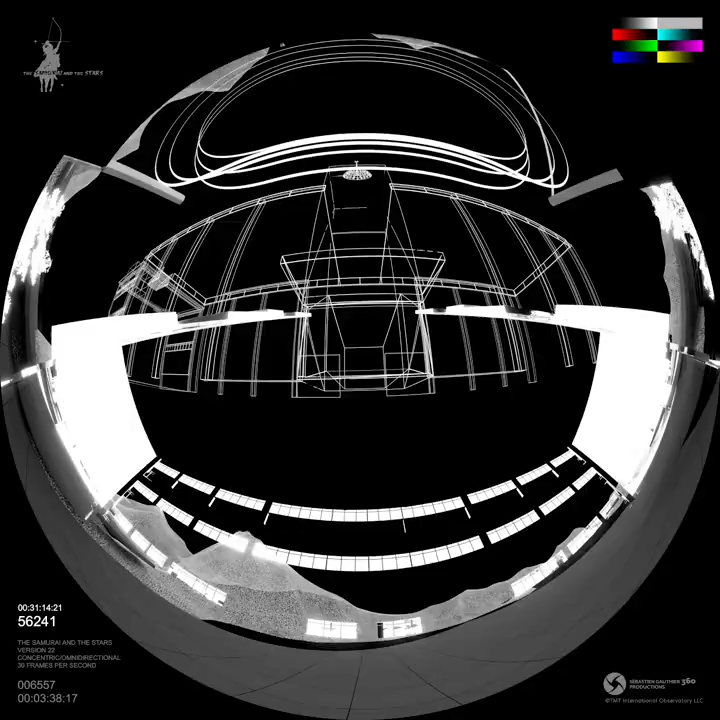 THE SAMURAI AND THE STARS
00:31:14:21
56241
THE SAMURAI AND THE STARS
VERSION 22
CONCENTRIC/OMNIDIRECTIONAL
30 FRAMES PER SECOND
006557
00:03:38:17
SÉBASTIEN GAUTHIER 360
PRODUCTIONS
©TMT International Observatory LLC